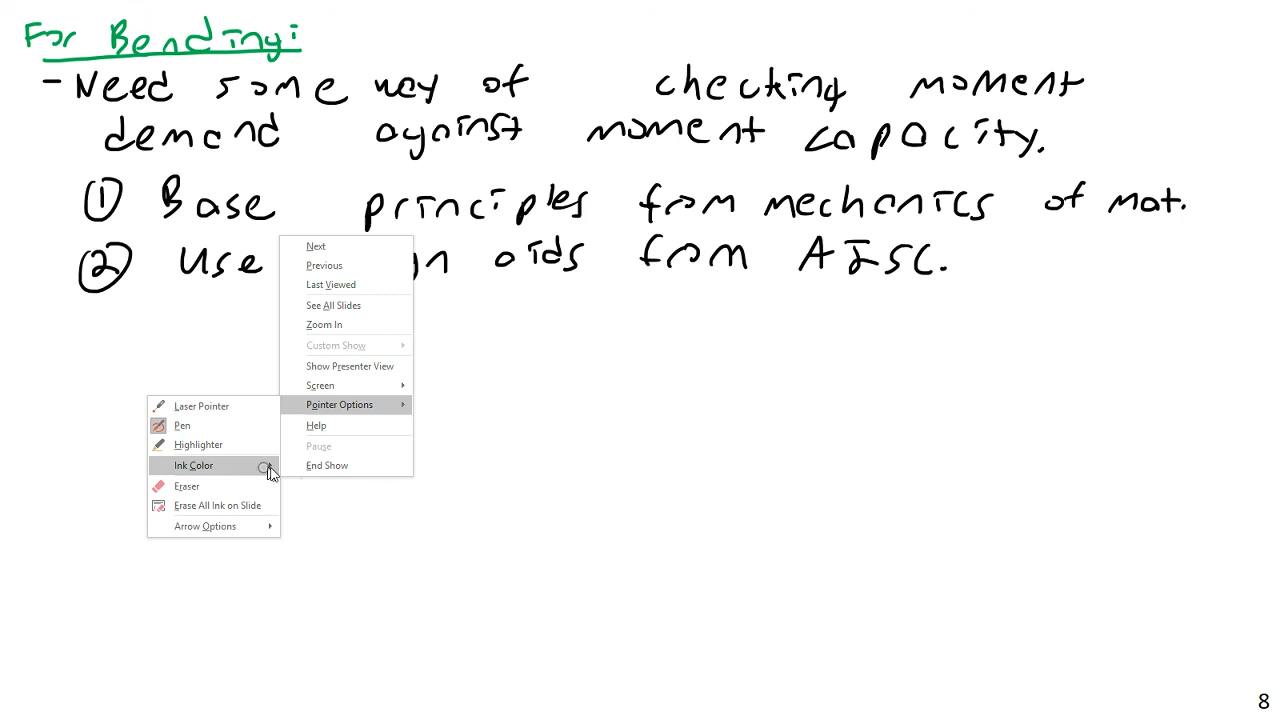 For Bending:
- Need some way of checking moment
demand against moment capacity.
① Base principles from mechanics of mat.
② Use aids from AISC.
Next
Previous
Last Viewed
See All Slides
Zoom In
Custom Show
Show Presenter View
Screen
Pointer Options
Help
Pause
End Show
Laser Pointer
Pen
Highlighter
Ink Color
Eraser
Erase All Ink on Slide
Arrow Options
8